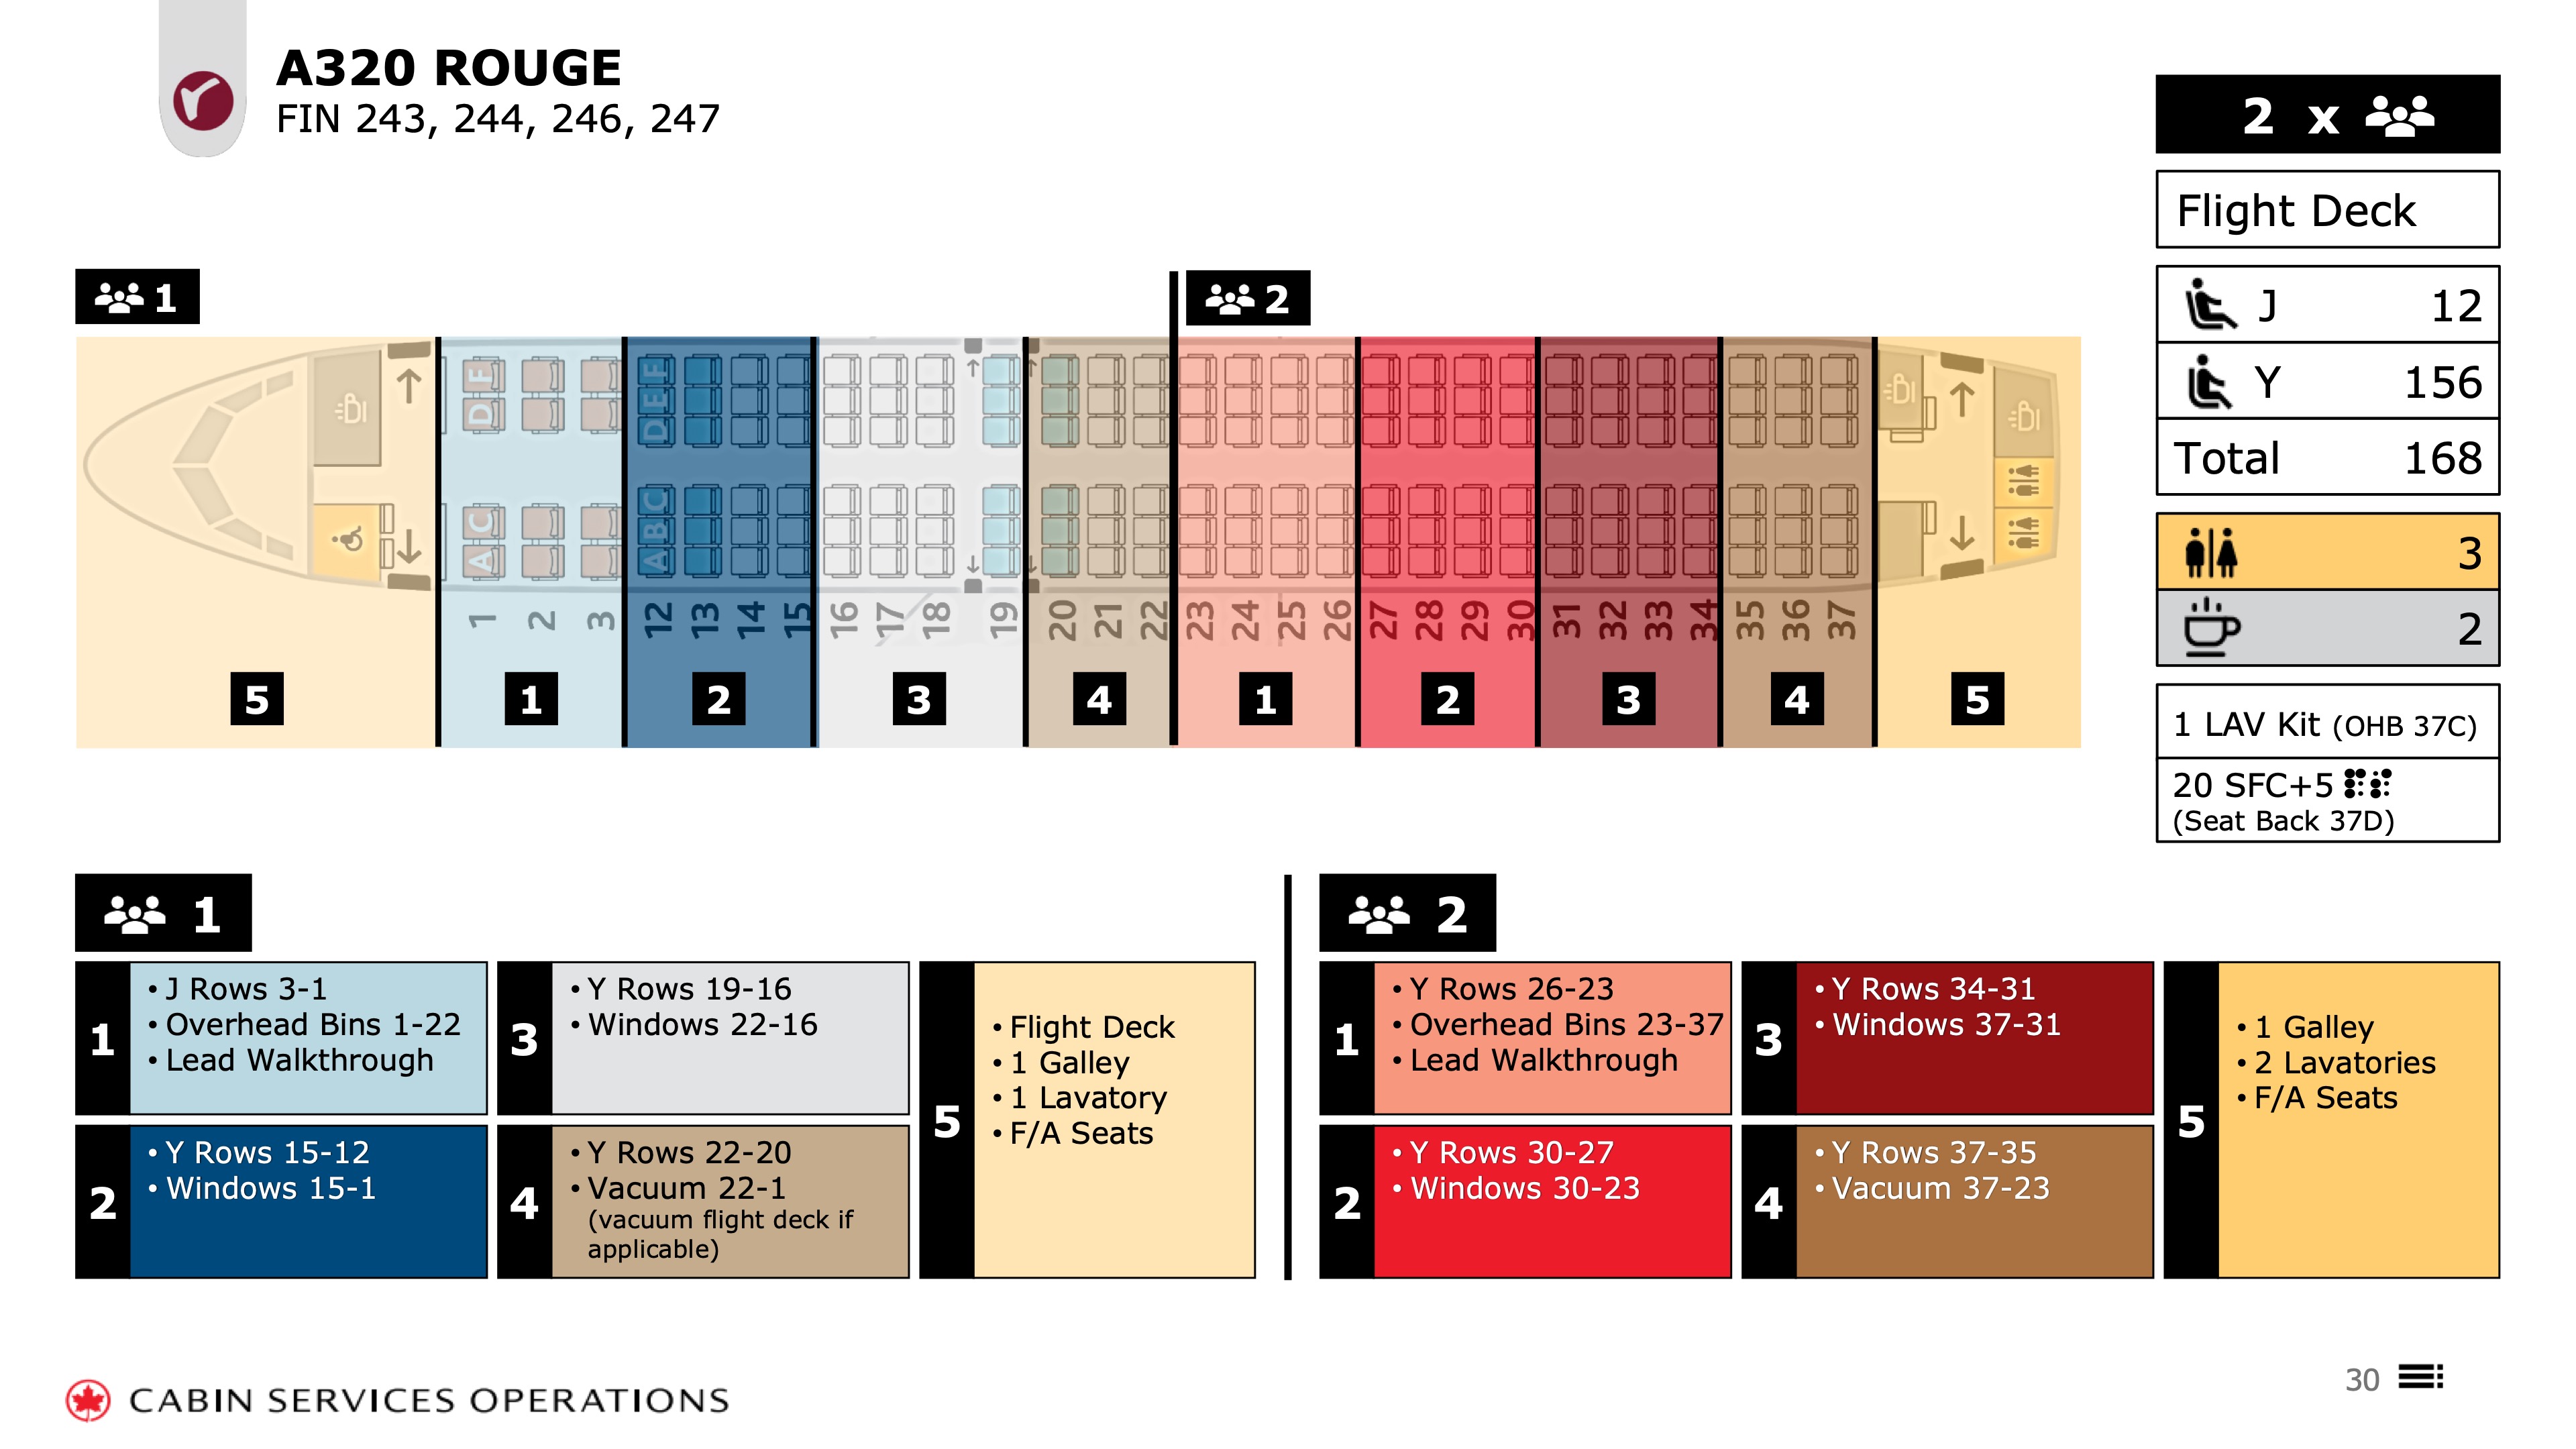 A320 ROUGE
FIN 243, 244, 246, 247
2 x
Flight Deck
J 12
Y 156
Total 168
3
2
1 LAV Kit (OHB 37C)
20 SFC+5
(Seat Back 37D)
1
2
D F
D E F
A C
A B C
1 2 3 12 13 14 15 16 17 18 19 20 21 22 23 24 25 26 27 28 29 30 31 32 33 34 35 36 37
5 1 2 3 4 1 2 3 4 5
1
1
• J Rows 3-1
• Overhead Bins 1-22
• Lead Walkthrough
2
• Y Rows 15-12
• Windows 15-1
3
• Y Rows 19-16
• Windows 22-16
4
• Y Rows 22-20
• Vacuum 22-1
(vacuum flight deck if
applicable)
5
• Flight Deck
• 1 Galley
• 1 Lavatory
• F/A Seats
2
1
• Y Rows 26-23
• Overhead Bins 23-37
• Lead Walkthrough
2
• Y Rows 30-27
• Windows 30-23
3
• Y Rows 34-31
• Windows 37-31
4
• Y Rows 37-35
• Vacuum 37-23
5
• 1 Galley
• 2 Lavatories
• F/A Seats
CABIN SERVICES OPERATIONS
30